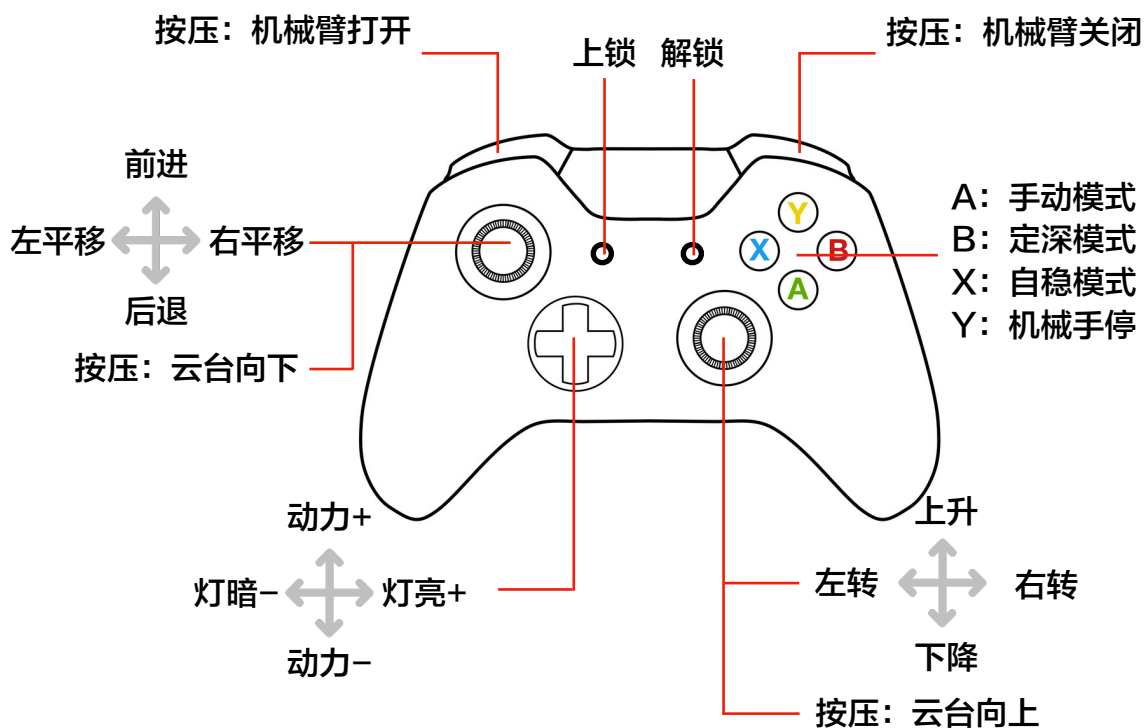 按压：机械臂打开
上锁
解锁
按压：机械臂关闭
前进
左平移
右平移
后退
按压：云台向下
Y
X
B
A
A：手动模式
B：定深模式
X：自稳模式
Y：机械手停
动力+
灯暗-
灯亮+
动力-
上升
左转
右转
下降
按压：云台向上